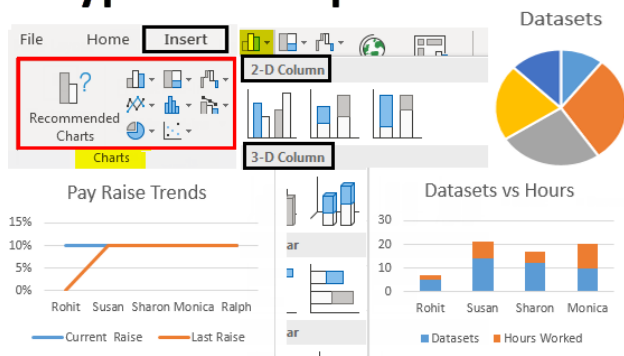 Datasets
File Home Insert
2-D Column
Recommended
Charts
Charts
3-D Column
Pay Raise Trends
15%
10%
5%
0%
Rohit Susan Sharon Monica Ralph
Current Raise Last Raise
ar
ar
Datasets vs Hours
30
20
10
0
Rohit Susan Sharon Monica
Datasets Hours Worked